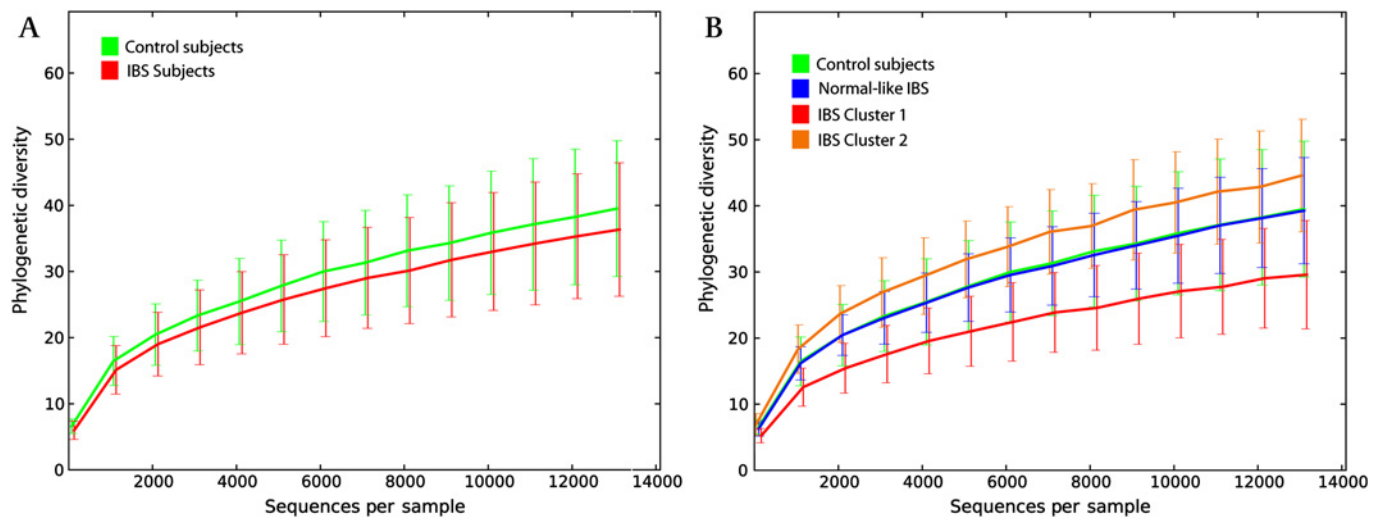 A
Control subjects
IBS Subjects
Phylogenetic diversity
60
50
40
30
20
10
0
2000 4000 6000 8000 10000 12000 14000
Sequences per sample
B
Control subjects
Normal-like IBS
IBS Cluster 1
IBS Cluster 2
Phylogenetic diversity
60
50
40
30
20
10
0
2000 4000 6000 8000 10000 12000 14000
Sequences per sample